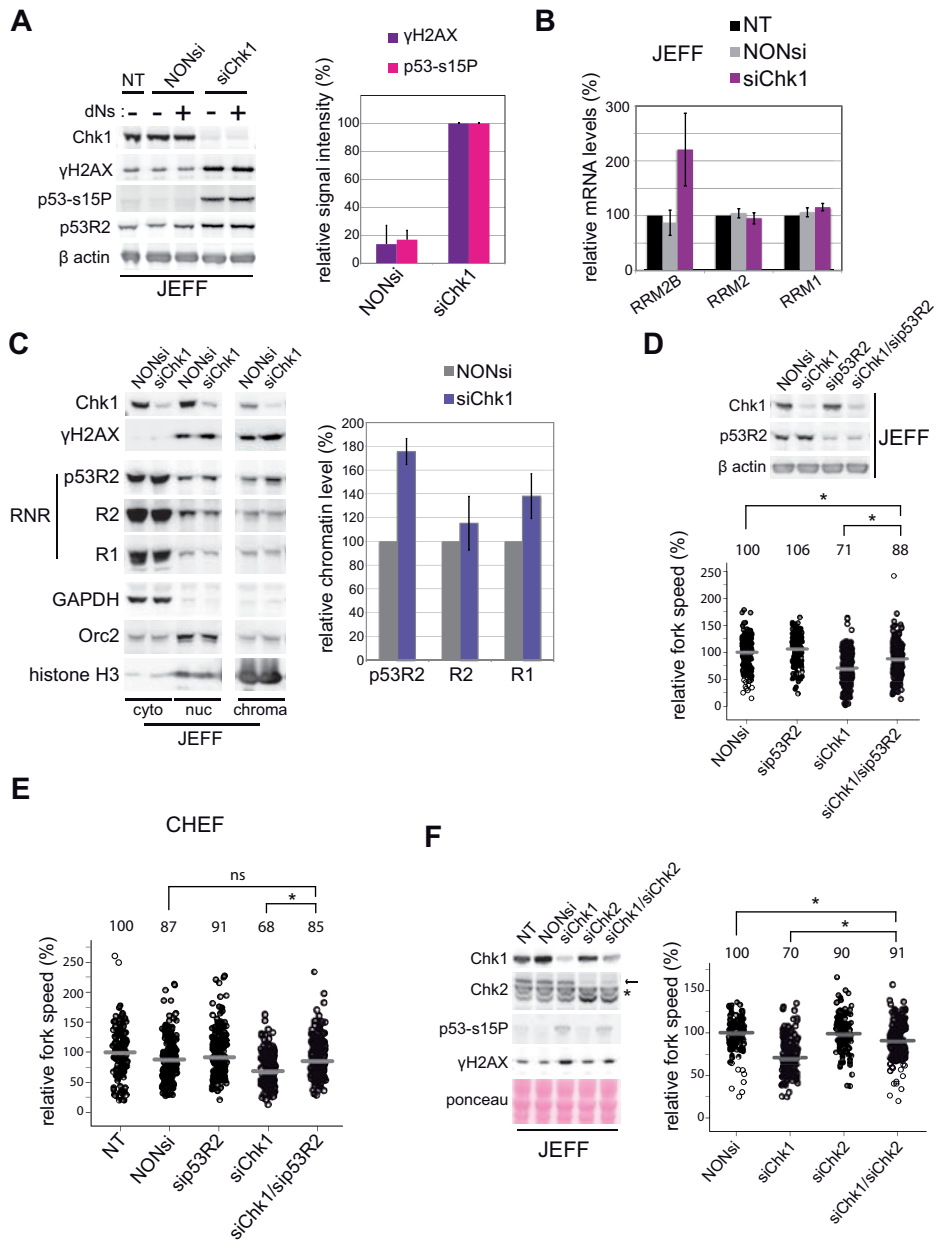 A
NT
NONsi
siChk1
dNs : - - + - +
Chk1
γH2AX
p53-s15P
p53R2
β actin
JEFF
γH2AX
p53-s15P
relative signal intensity (%)
100
80
60
40
20
0
NONsi
siChk1
B
JEFF
NT
NONsi
siChk1
relative mRNA levels (%)
300
200
100
0
RRM2B
RRM2
RRM1
C
NONsi
siChk1
NONsi
siChk1
NONsi
siChk1
Chk1
γH2AX
RNR
p53R2
R2
R1
GAPDH
Orc2
histone H3
cyto
nuc
chroma
JEFF
NONsi
siChk1
relative chromatin level (%)
200
180
160
140
120
100
80
60
40
20
0
p53R2
R2
R1
D
NONsi
siChk1
sip53R2
siChk1/sip53R2
Chk1
p53R2
β actin
JEFF
*
*
100 106 71 88
relative fork speed (%)
250
200
150
100
50
0
NONsi
sip53R2
siChk1
siChk1/sip53R2
E
CHEF
ns
*
100 87 91 68 85
relative fork speed (%)
250
200
150
100
50
0
NT
NONsi
sip53R2
siChk1
siChk1/sip53R2
F
NT
NONsi
siChk1
siChk2
siChk1/siChk2
Chk1
Chk2
←
*
p53-s15P
γH2AX
ponceau
JEFF
*
*
100 70 90 91
relative fork speed (%)
150
100
50
0
NONsi
siChk1
siChk2
siChk1/siChk2